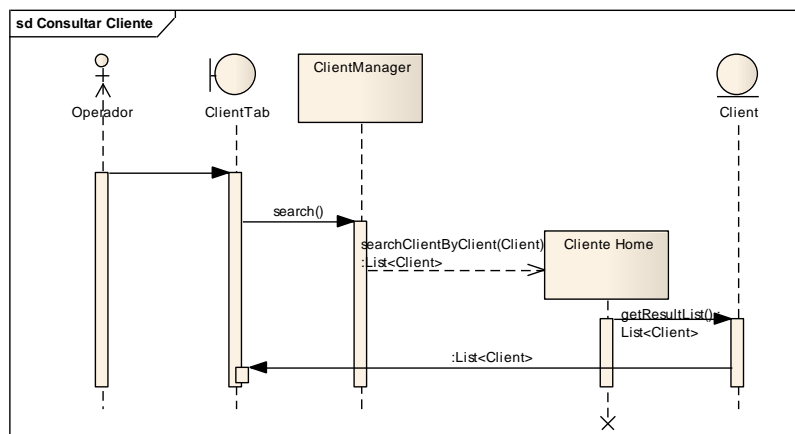 sd Consultar Cliente
Operador
ClientTab
ClientManager
Client
search()
searchClientByClient(Client)
:List<Client>
Cliente Home
getResultList() :
List<Client>
:List<Client>